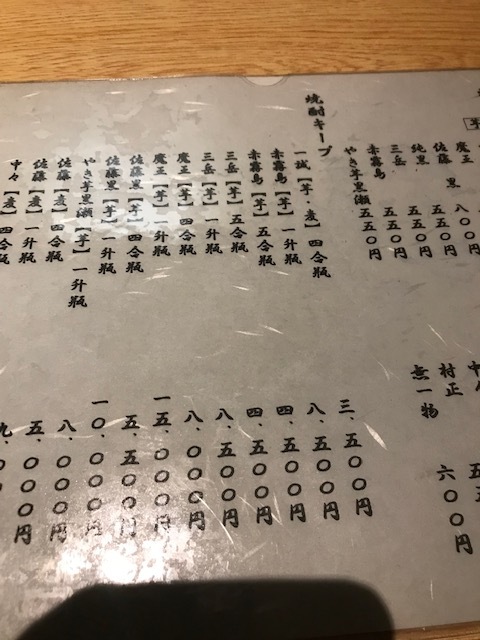 魔王 八〇〇
佐藤 黒 五五〇円
純黒 五五〇円
三岳 五五〇円
赤霧島 五五〇円
やき芋黒瀬 五五〇円
村正
無一物 六〇〇円
焼酎キープ
一誠【芋・麦】四合瓶 三、五〇〇円
赤霧島【芋】一升瓶 八、五〇〇円
赤霧島【芋】五合瓶 四、五〇〇円
三岳【芋】五合瓶 四、五〇〇円
三岳【芋】一升瓶 八、五〇〇円
魔王【芋】四合瓶 八、〇〇〇円
魔王【芋】一升瓶 一五、〇〇〇円
佐藤黒【芋】四合瓶 五、五〇〇円
佐藤黒【芋】一升瓶 一〇、〇〇〇円
やき芋黒瀬【芋】一升瓶 八、〇〇〇円
佐藤【麦】四合瓶 五、〇〇〇円
佐藤【麦】一升瓶 九、〇〇〇円
中々【麦】四合瓶